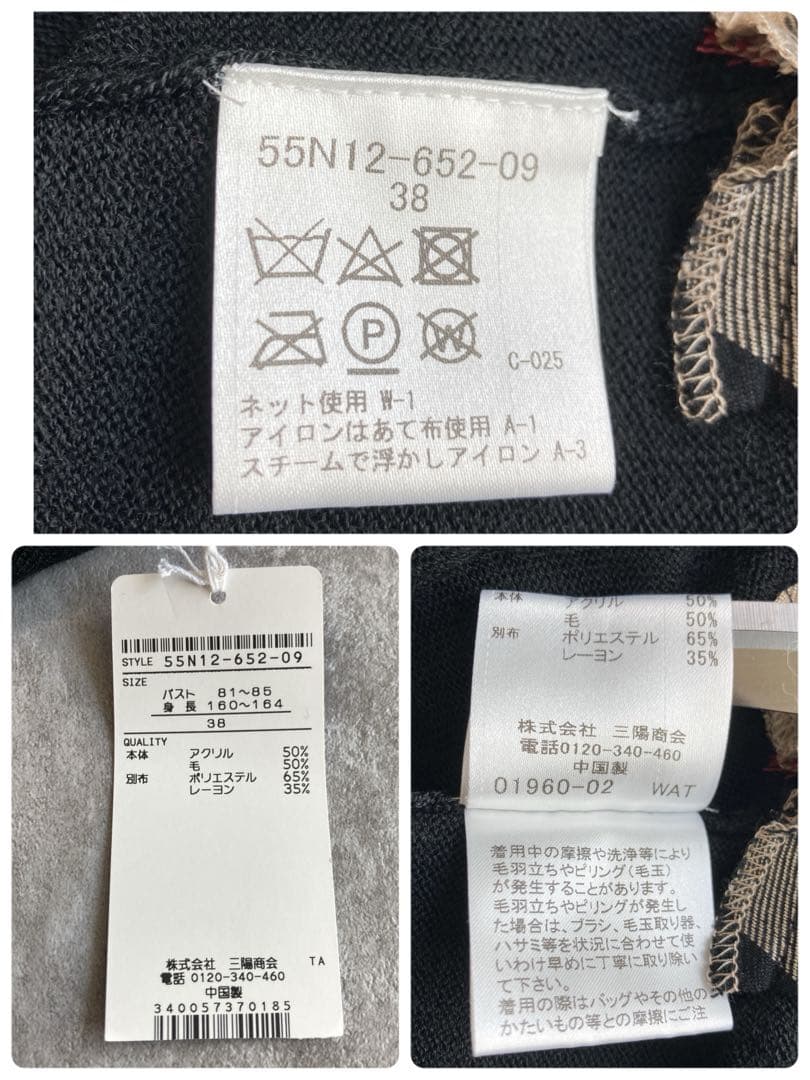 55N12-652-09
38
P
W
C-025
ネット使用 W-1
アイロンはあて布使用 A-1
スチームで浮かしアイロン A-3
STYLE 55N12-652-09
SIZE
バスト 81〜85
身長 160〜164
38
QUALITY
本体 アクリル 50%
毛 50%
別布 ポリエステル 65%
レーヨン 35%
株式会社 三陽商会 TA
電話 0120-340-460
中国製
340057370185
本体 アクリル 50%
毛 50%
別布 ポリエステル 65%
レーヨン 35%
株式会社 三陽商会
電話0120-340-460
中国製
01960-02 WAT
着用中の摩擦や洗浄等により
毛羽立ちやピリング(毛玉)
が発生することがあります。
毛羽立ちやピリングが発生し
た場合は、ブラシ、毛玉取り器、
ハサミ等を状況に合わせて使
いわけ早めに丁寧に取り除い
て下さい。
着用の際はバッグやその他の
かたいもの等との摩擦にご注